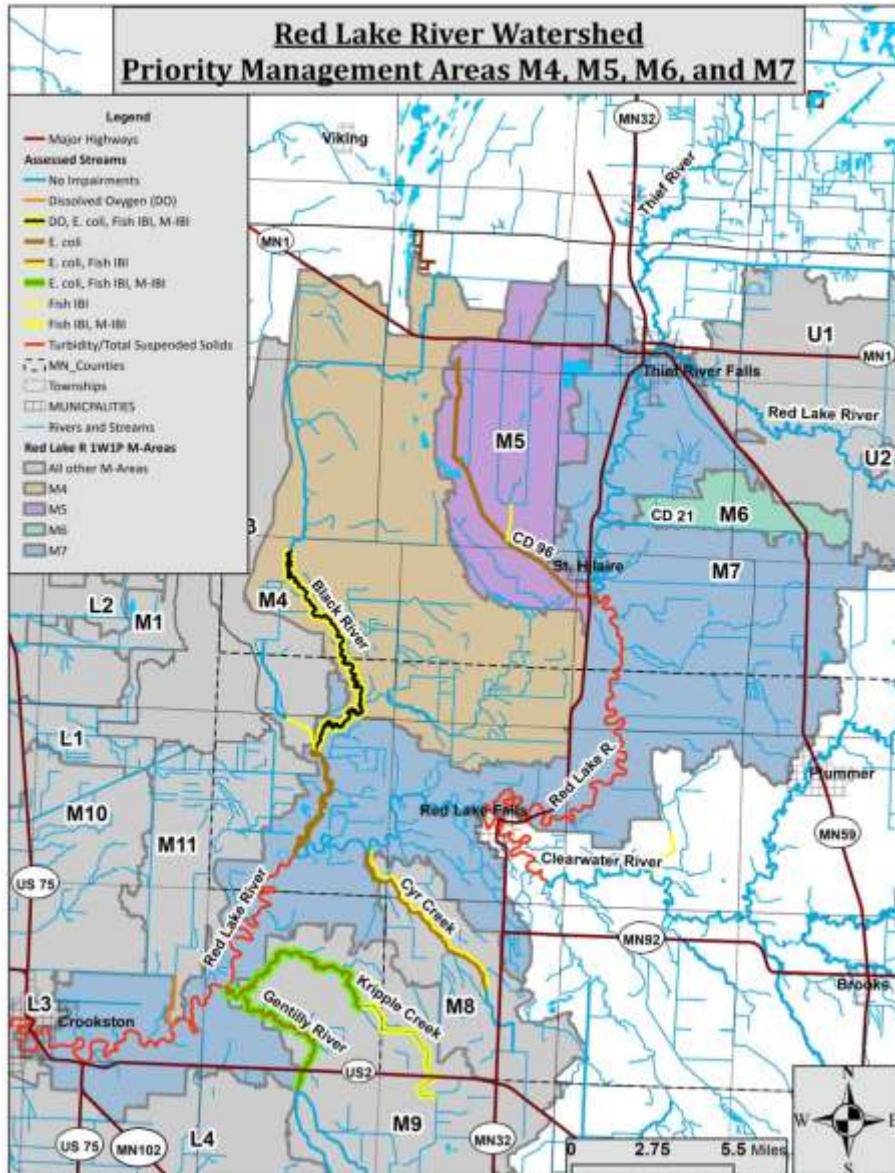 Red Lake River Watershed
Priority Management Areas M4, M5, M6, and M7
Legend
Major Highways
Assessed Streams
No Impairments
Dissolved Oxygen (DO)
DO, E. coli, Fish IBI, M-IBI
E. coli
E. coli, Fish IBI
E. coli, Fish IBI, M-IBI
Fish IBI
Fish IBI, M-IBI
Turbidity/Total Suspended Solids
MN_Counties
Townships
MUNICPALITIES
Rivers and Streams
Red Lake R 1W1P M-Areas
All other M-Areas
M4
M5
M6
M7
Viking
MN32
Thief River
MN1
U1
MN1
Thief River Falls
Red Lake River
M5
U2
CD 21
M6
CD 96
St. Hilaire
M7
M4
Black River
L2
M1
L1
Red Lake R.
Plummer
Red Lake Falls
M10
M11
MN59
Clearwater River
US 75
Cyr Creek
Red Lake River
MN92
Kripple Creek
M8
Brooks
L3
Crookston
Gentilly River
US2
M9
L4
US 75
MN102
MN32
N
W
E
0 2.75 5.5 Miles